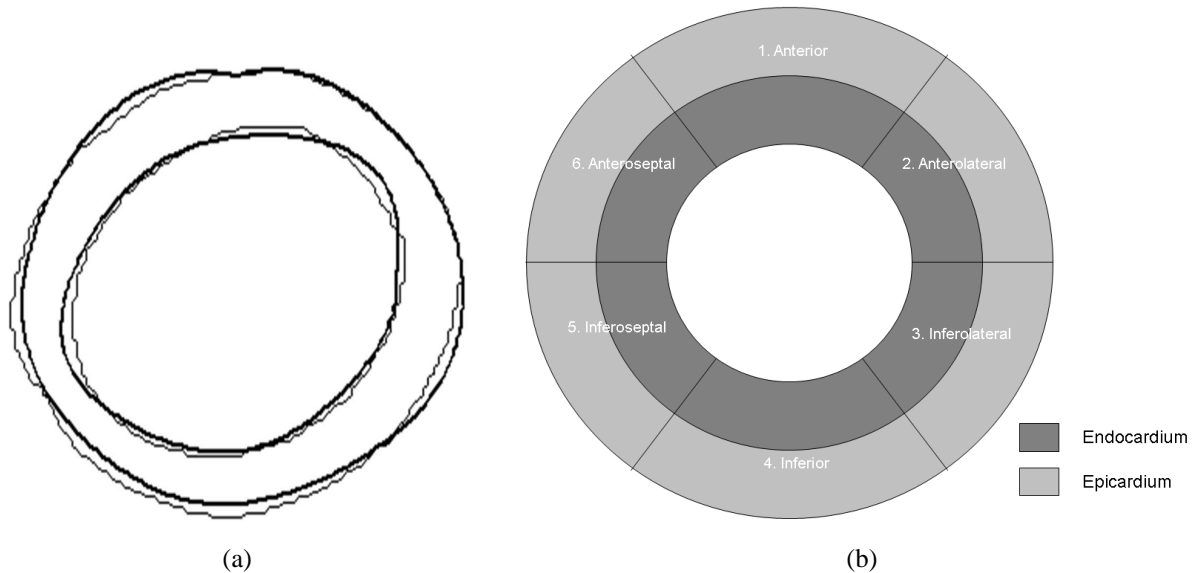 1. Anterior
6. Anteroseptal
2. Anterolateral
5. Inferoseptal
3. Inferolateral
4. Inferior
Endocardium
Epicardium
(a)
(b)